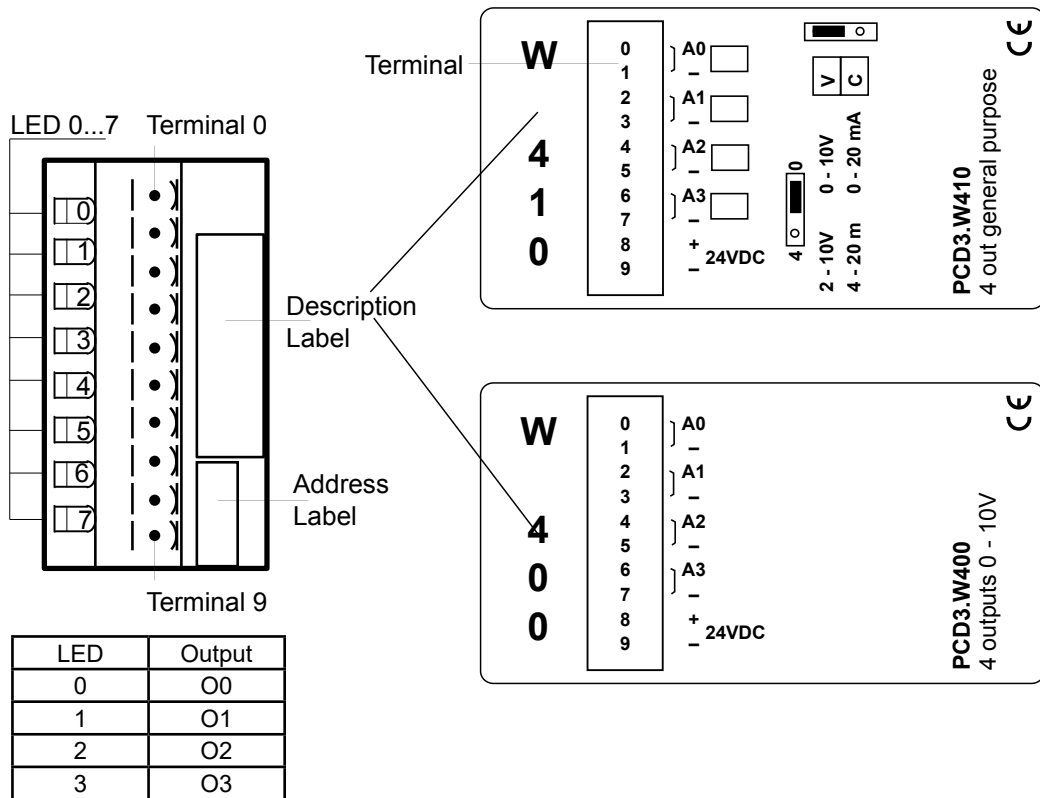 LED 0...7
Terminal 0
0
1
2
3
4
5
6
7
Terminal 9
Terminal
Description
Label
Address
Label
W
4
1
0
0
1
2
3
4
5
6
7
8
9
A0
–
A1
–
A2
–
A3
–
+
–
24VDC
4
0
V
C
2 - 10V
0 - 10V
4 - 20 m
0 - 20 mA
PCD3.W410
4 out general purpose
CE
W
4
0
0
0
1
2
3
4
5
6
7
8
9
A0
–
A1
–
A2
–
A3
–
+
–
24VDC
PCD3.W400
4 outputs 0 - 10V
CE
LED Output
0 O0
1 O1
2 O2
3 O3